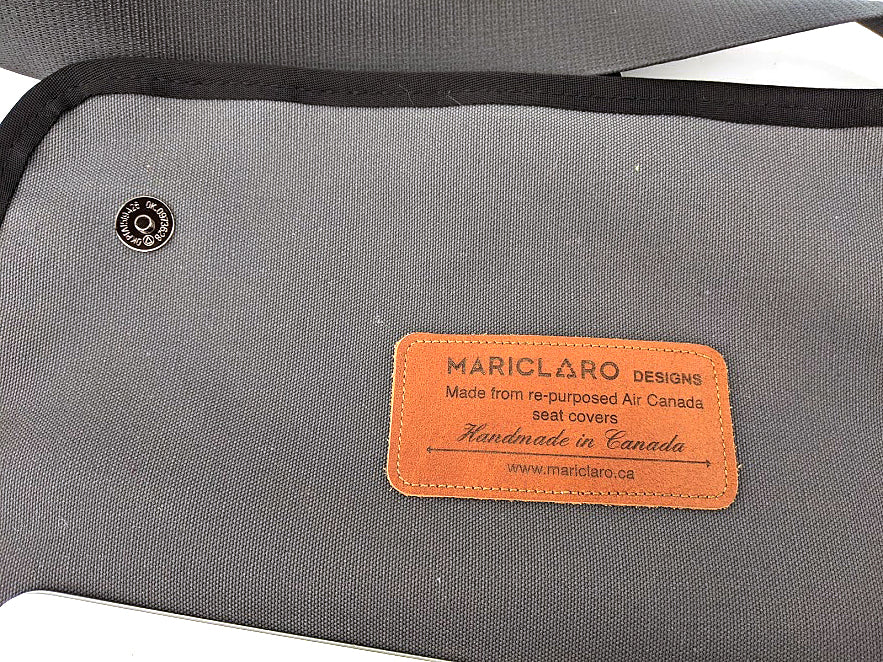 Q
MARICLARO DESIGNS
Made from re-purposed Air Canada
seat covers
Handmade in Canada
www.mariclaro.ca